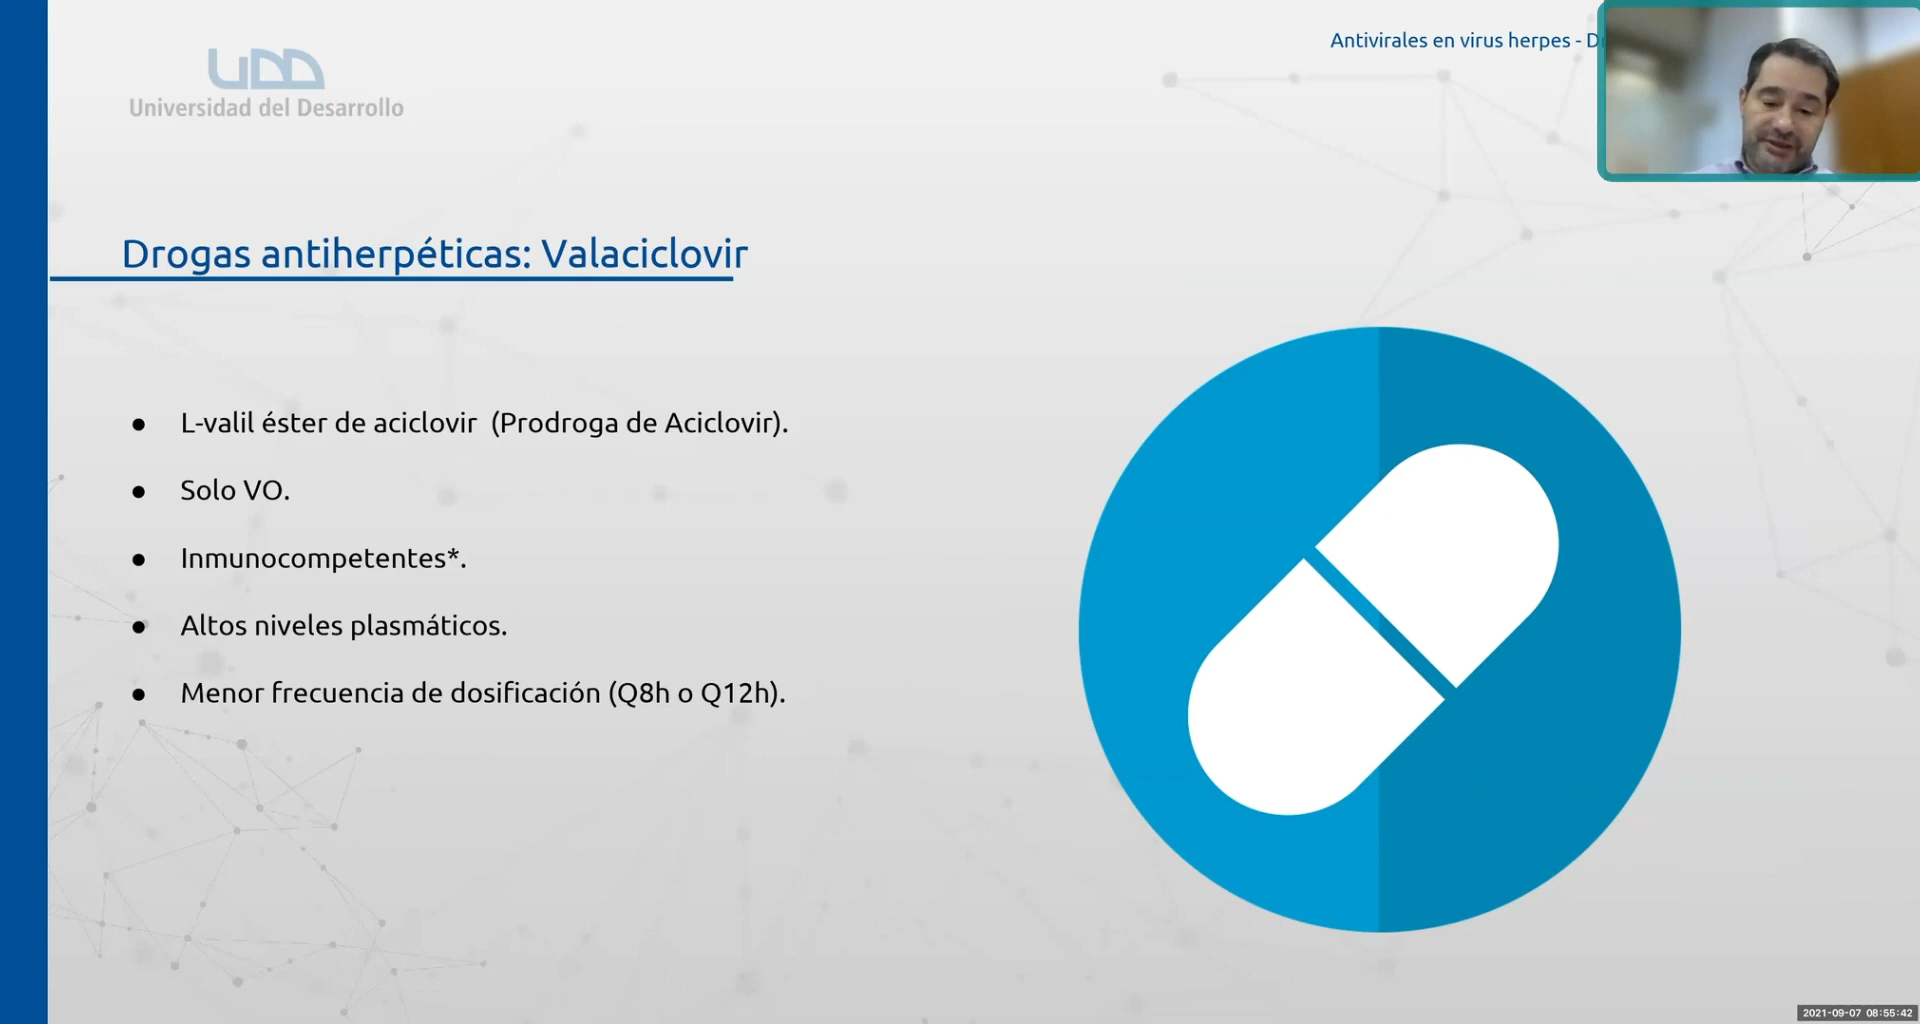 UDD
Universidad del Desarrollo
Antivirales en virus herpes -
Drogas antiherpéticas: Valaciclovir
● L-valil éster de aciclovir (Prodroga de Aciclovir).
● Solo VO.
● Inmunocompetentes*.
● Altos niveles plasmáticos.
● Menor frecuencia de dosificación (Q8h o Q12h).
2021-09-07 08:55:42